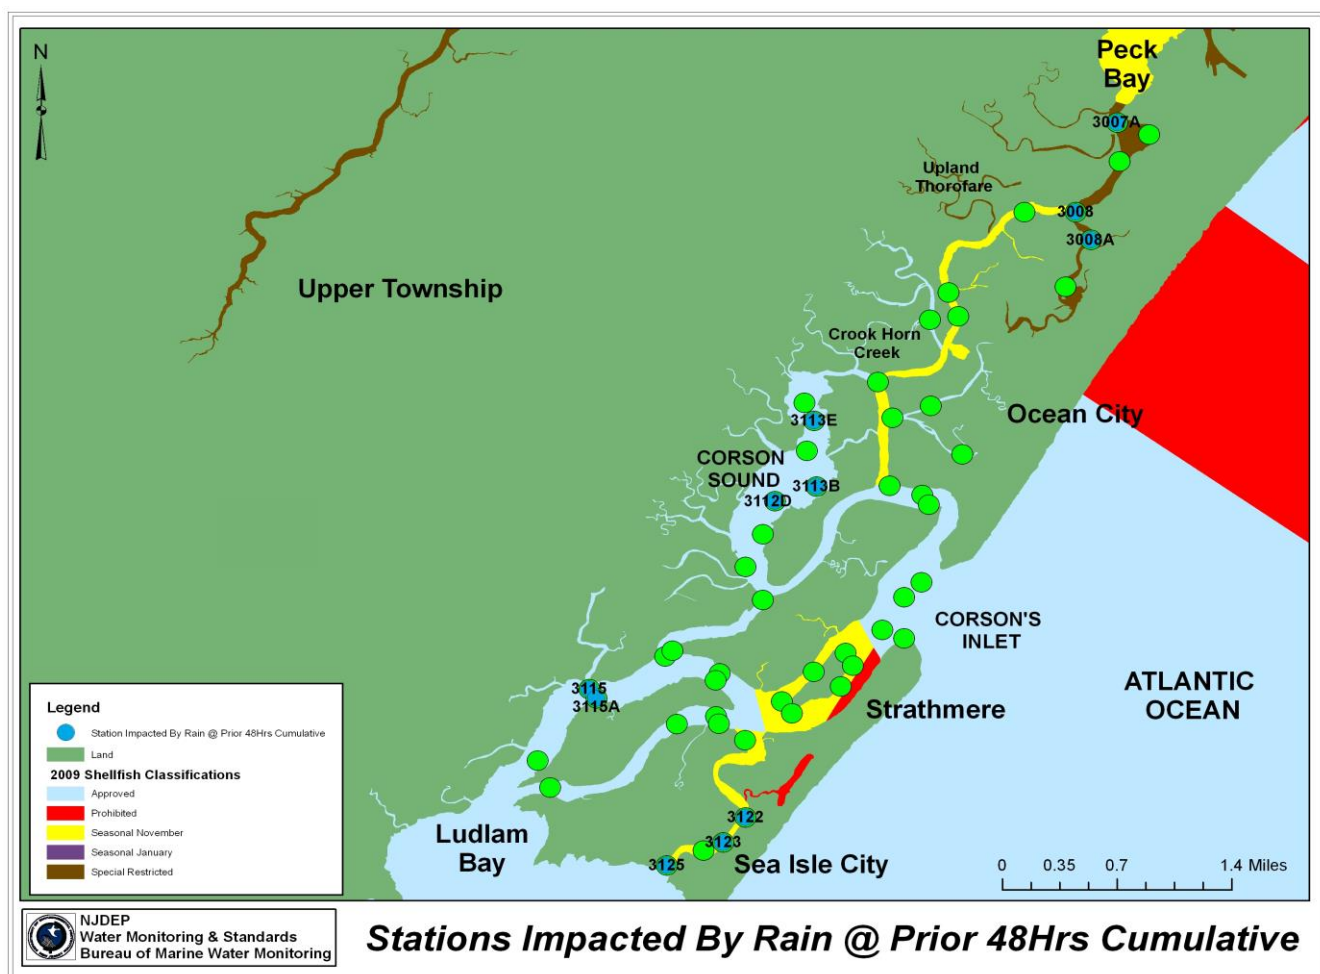 N
Peck
Bay
3007A
Upland
Thorofare
3008
3008A
Upper Township
Crook Horn
Creek
Ocean City
3113E
CORSON
SOUND
3113B
3112D
CORSON'S
INLET
3115
3115A
ATLANTIC
OCEAN
Strathmere
Legend
Station Impacted By Rain @ Prior 48Hrs Cumulative
Land
2009 Shellfish Classifications
Approved
Prohibited
Seasonal November
Seasonal January
Special Restricted
3122
Ludlam
Bay
3123
3125
Sea Isle City
0 0.35 0.7 1.4 Miles
NJDEP
Water Monitoring & Standards
Bureau of Marine Water Monitoring
Stations Impacted By Rain @ Prior 48Hrs Cumulative